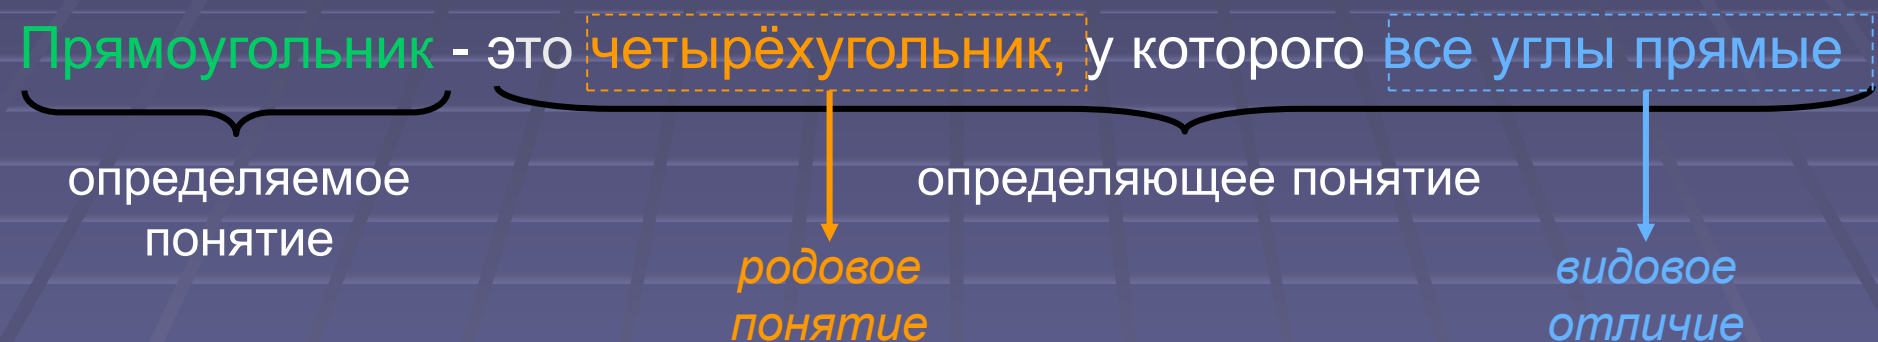 Прямоугольник - это четырёхугольник, у которого все углы прямые
определяемое
понятие
определяющее понятие
родовое
понятие
видовое
отличие